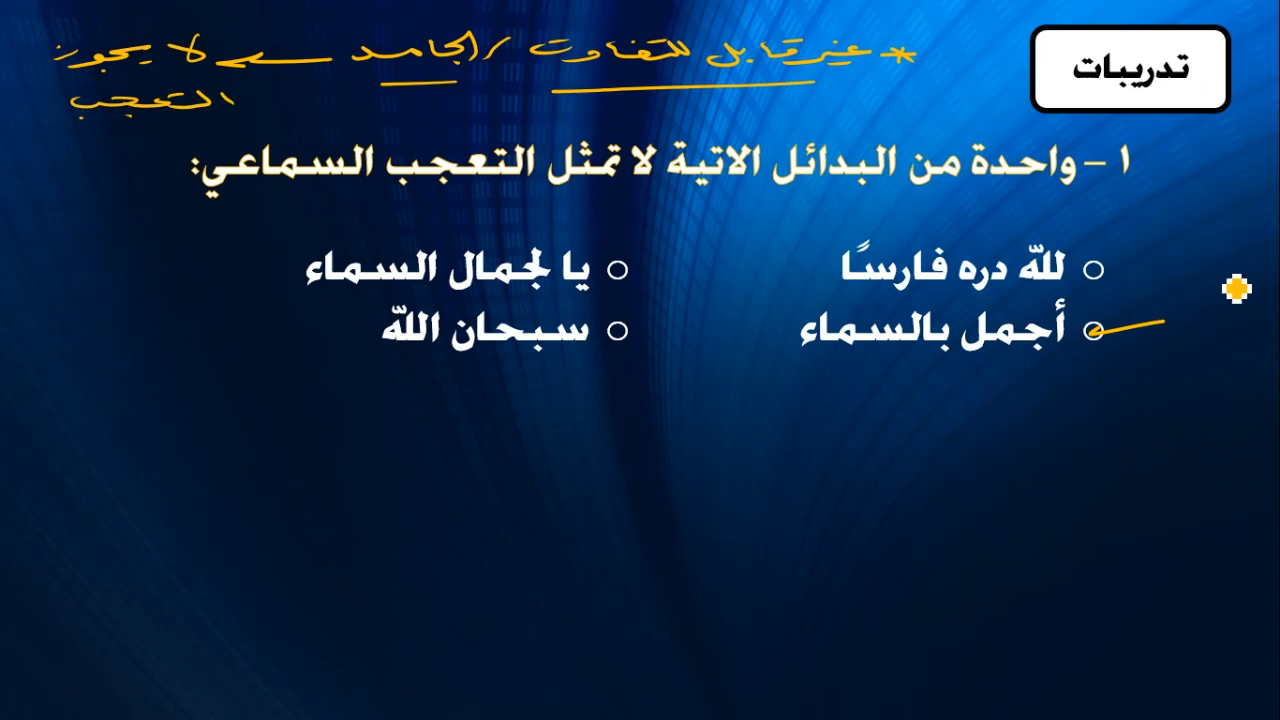 تدريبات
* غير قابل للتفاوت / الجامد ← لا يجوز
التعجب
١ – واحدة من البدائل الاتية لا تمثل التعجب السماعي:
○ لله دره فارسًا
○ يا لجمال السماء
○ أجمل بالسماء
○ سبحان الله